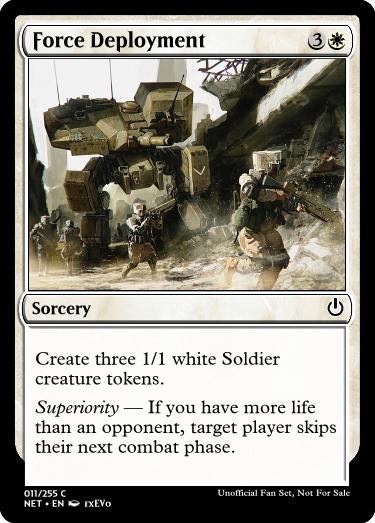 Force Deployment 3
Sorcery
Create three 1/1 white Soldier
creature tokens.
Superiority — If you have more life
than an opponent, target player skips
their next combat phase.
011/255 C
NET • EN rxEVo
Unofficial Fan Set, Not For Sale